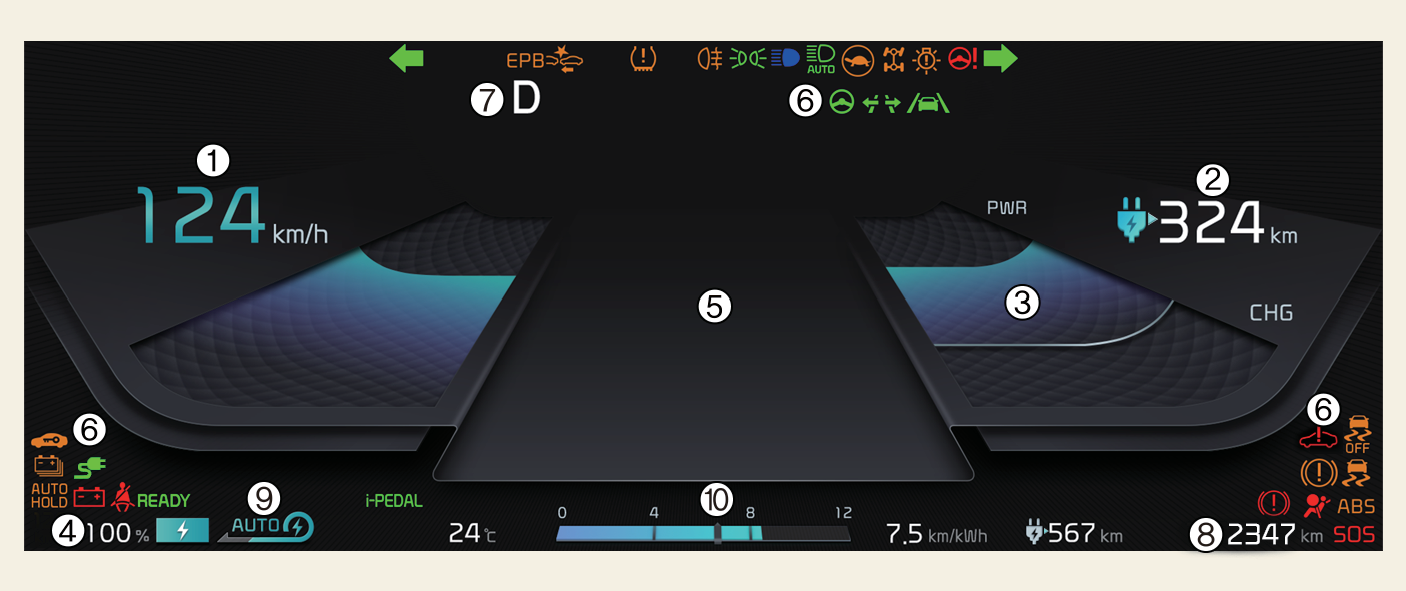 EPB
AUTO
⑦ D
⑥
①
124 km/h
②
324 km
PWR
③
⑤
CHG
⑥
⑥
OFF
AUTO HOLD
READY
⑨
i-PEDAL
⑩
0 4 8 12
ABS
④ 100 %
AUTO
24 °C
7.5 km/kWh
567 km
⑧ 2347 km
SOS